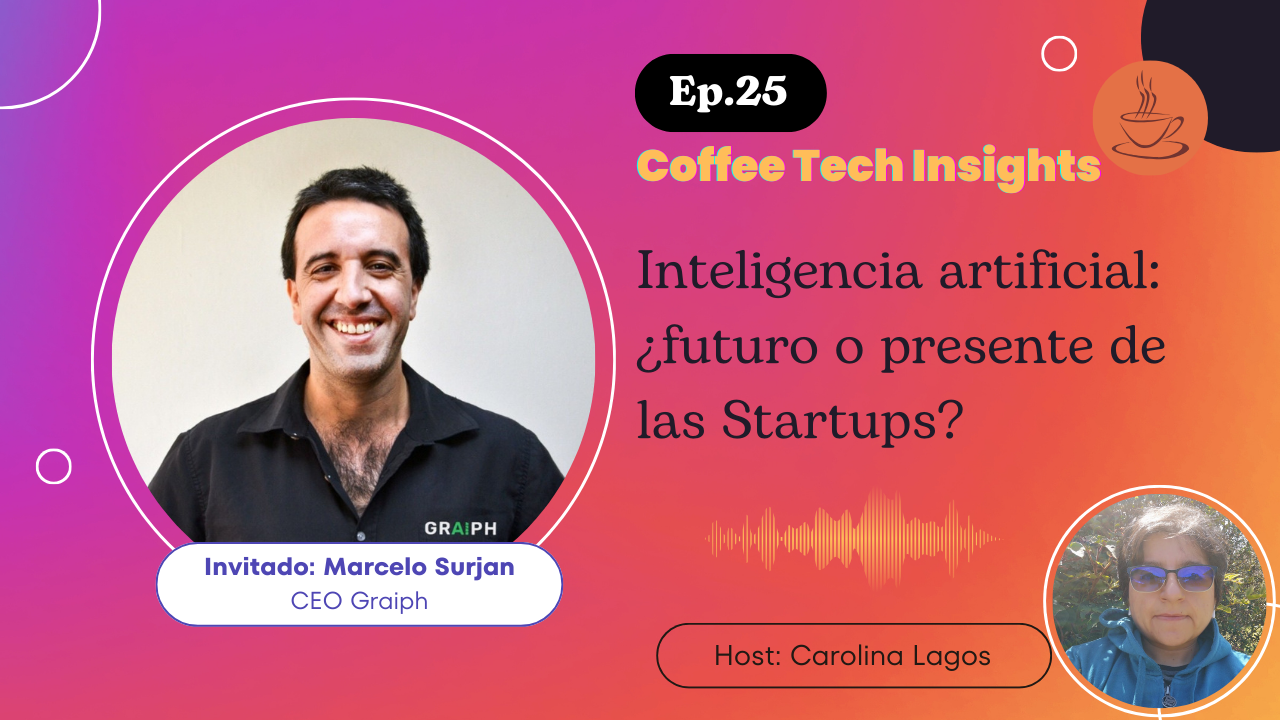 Ep.25
Coffee Tech Insights
Inteligencia artificial:
¿futuro o presente de
las Startups?
GRAIPH
Invitado: Marcelo Surjan
CEO Graiph
Host: Carolina Lagos